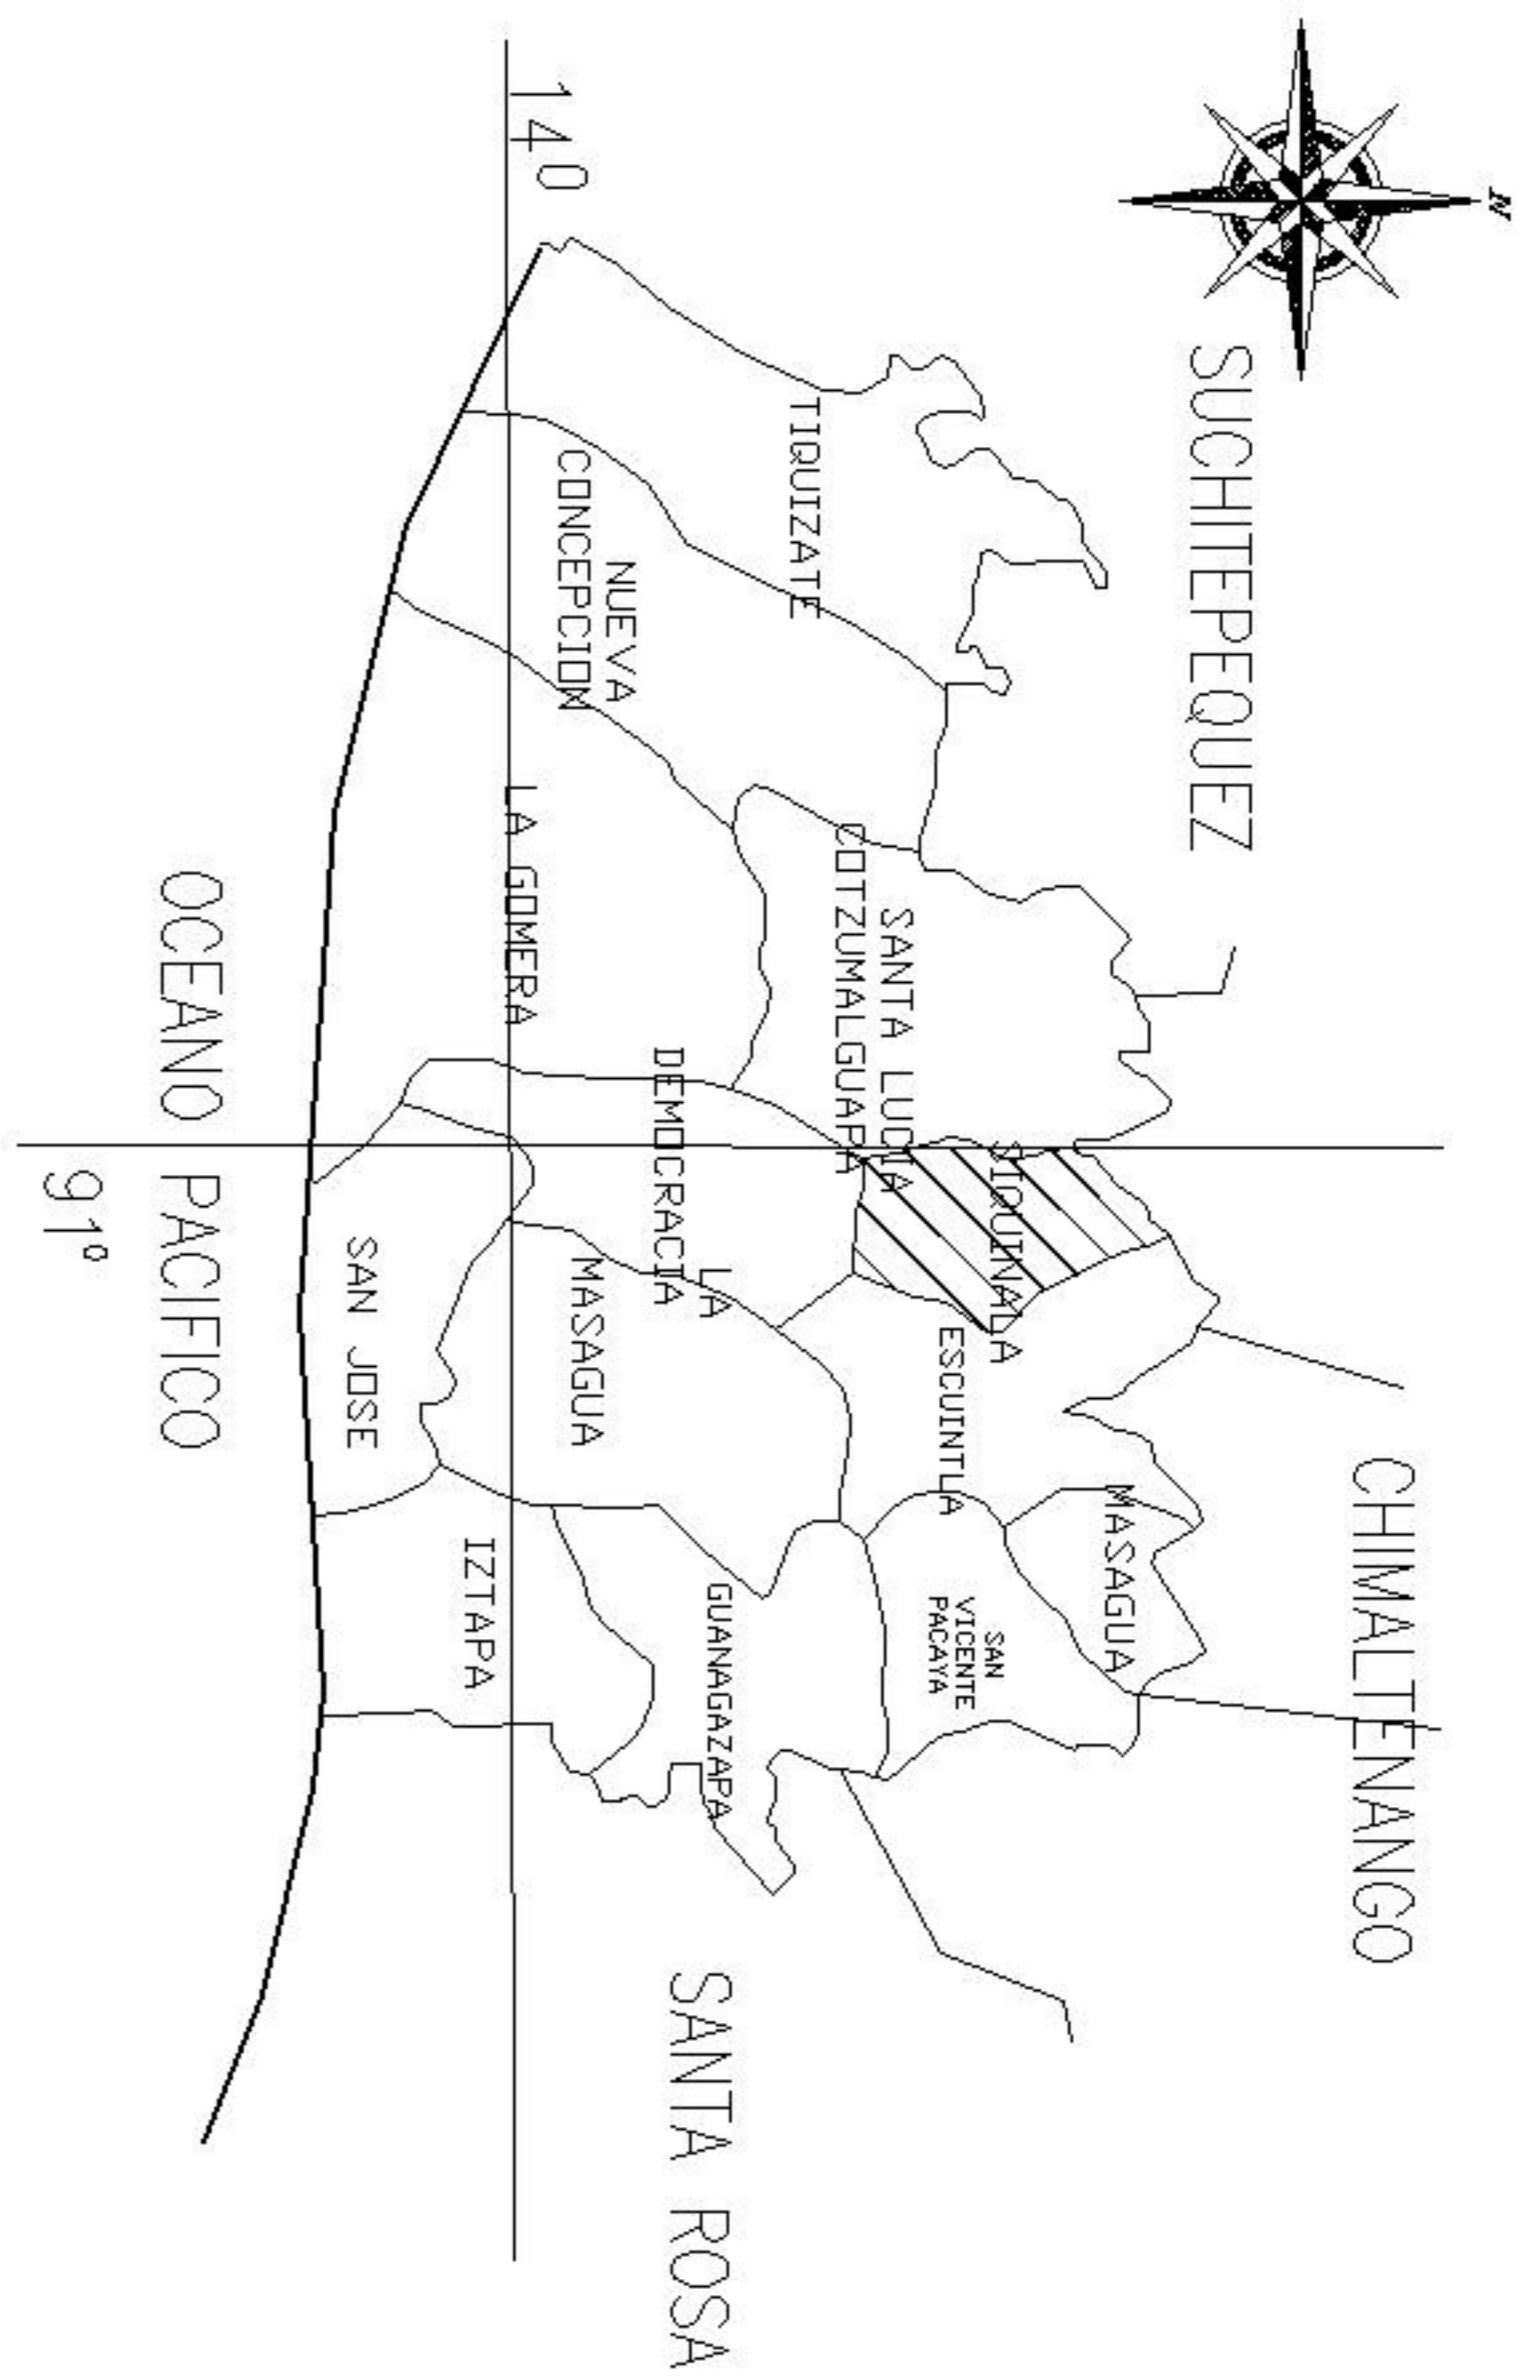 N
SUCHITEPEQUEZ
CHIMALTENANGO
TIQUIZATE
SANTA LUCIA
COTZUMALGUAPA
SIQUINALA
ESCUINTLA
MASAGUA
SAN
VICENTE
PACAYA
NUEVA
CONCEPCION
LA GOMERA
LA
DEMOCRACIA
MASAGUA
GUANAGAZAPA
SANTA ROSA
140
SAN JOSE
IZTAPA
OCEANO PACIFICO
91°